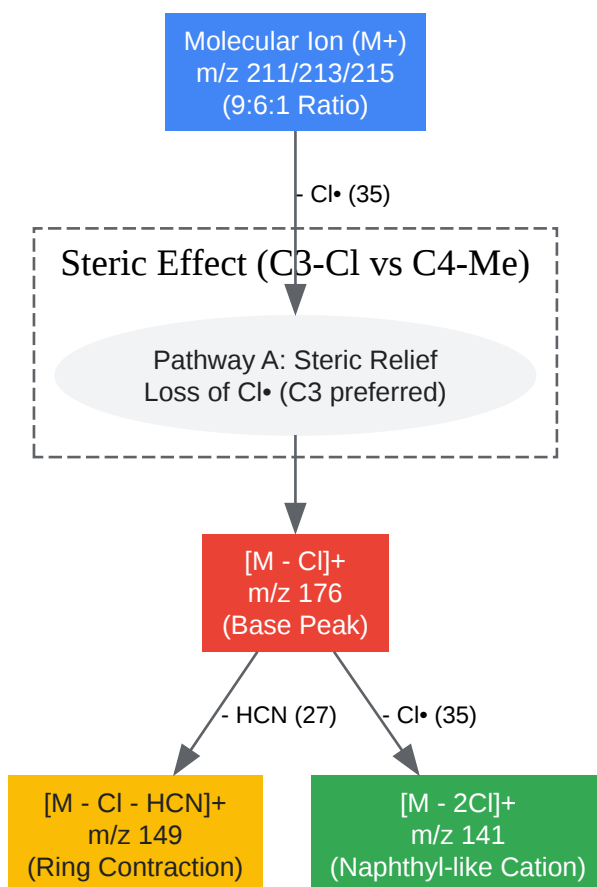 Molecular Ion (M+)
m/z 211/213/215
(9:6:1 Ratio)
- Cl• (35)
Steric Effect (C3-Cl vs C4-Me)
Pathway A: Steric Relief
Loss of Cl• (C3 preferred)
[M - Cl]+
m/z 176
(Base Peak)
- HCN (27)
- Cl• (35)
[M - Cl - HCN]+
m/z 149
(Ring Contraction)
[M - 2Cl]+
m/z 141
(Naphthyl-like Cation)